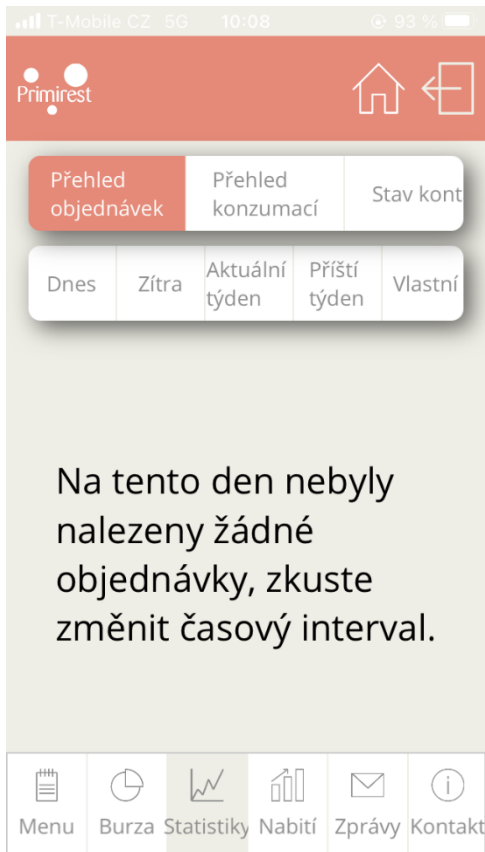 T-Mobile CZ 5G 10:08 93 %
Primirest
Přehled objednávek
Přehled konzumací
Stav kont
Dnes
Zítra
Aktuální týden
Příští týden
Vlastní
Na tento den nebyly
nalezeny žádné
objednávky, zkuste
změnit časový interval.
Menu Burza Statistiky Nabití Zprávy Kontakt